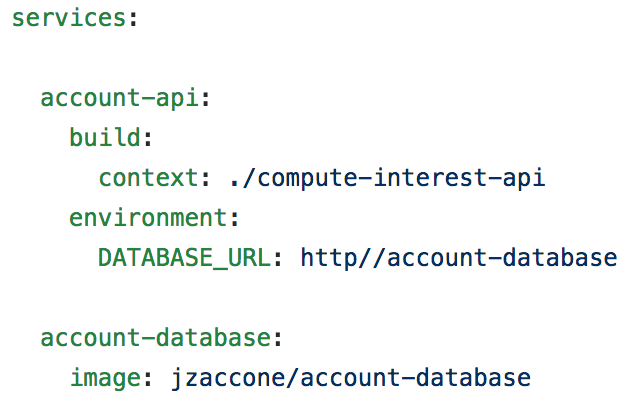 services:

  account-api:
    build:
      context: ./compute-interest-api
    environment:
      DATABASE_URL: http//account-database

  account-database:
    image: jzaccone/account-database